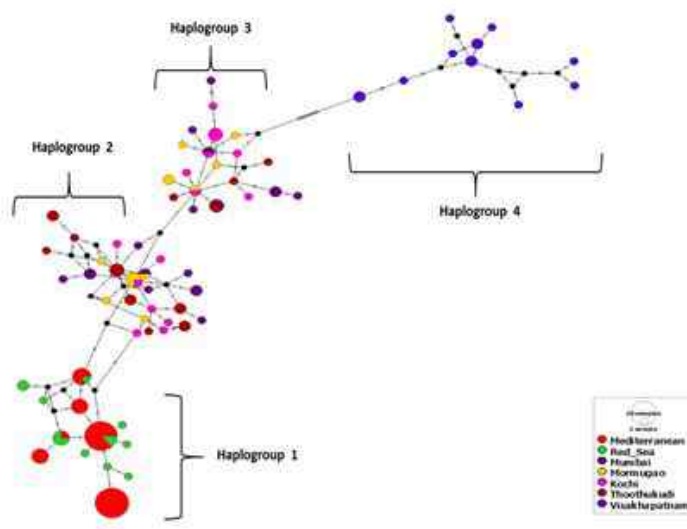 Haplogroup 3
Haplogroup 2
Haplogroup 4
Haplogroup 1
Mediterranean
Red_Sea
Mumbai
Mormugao
Kochi
Thoothukudi
Visakhapatnam